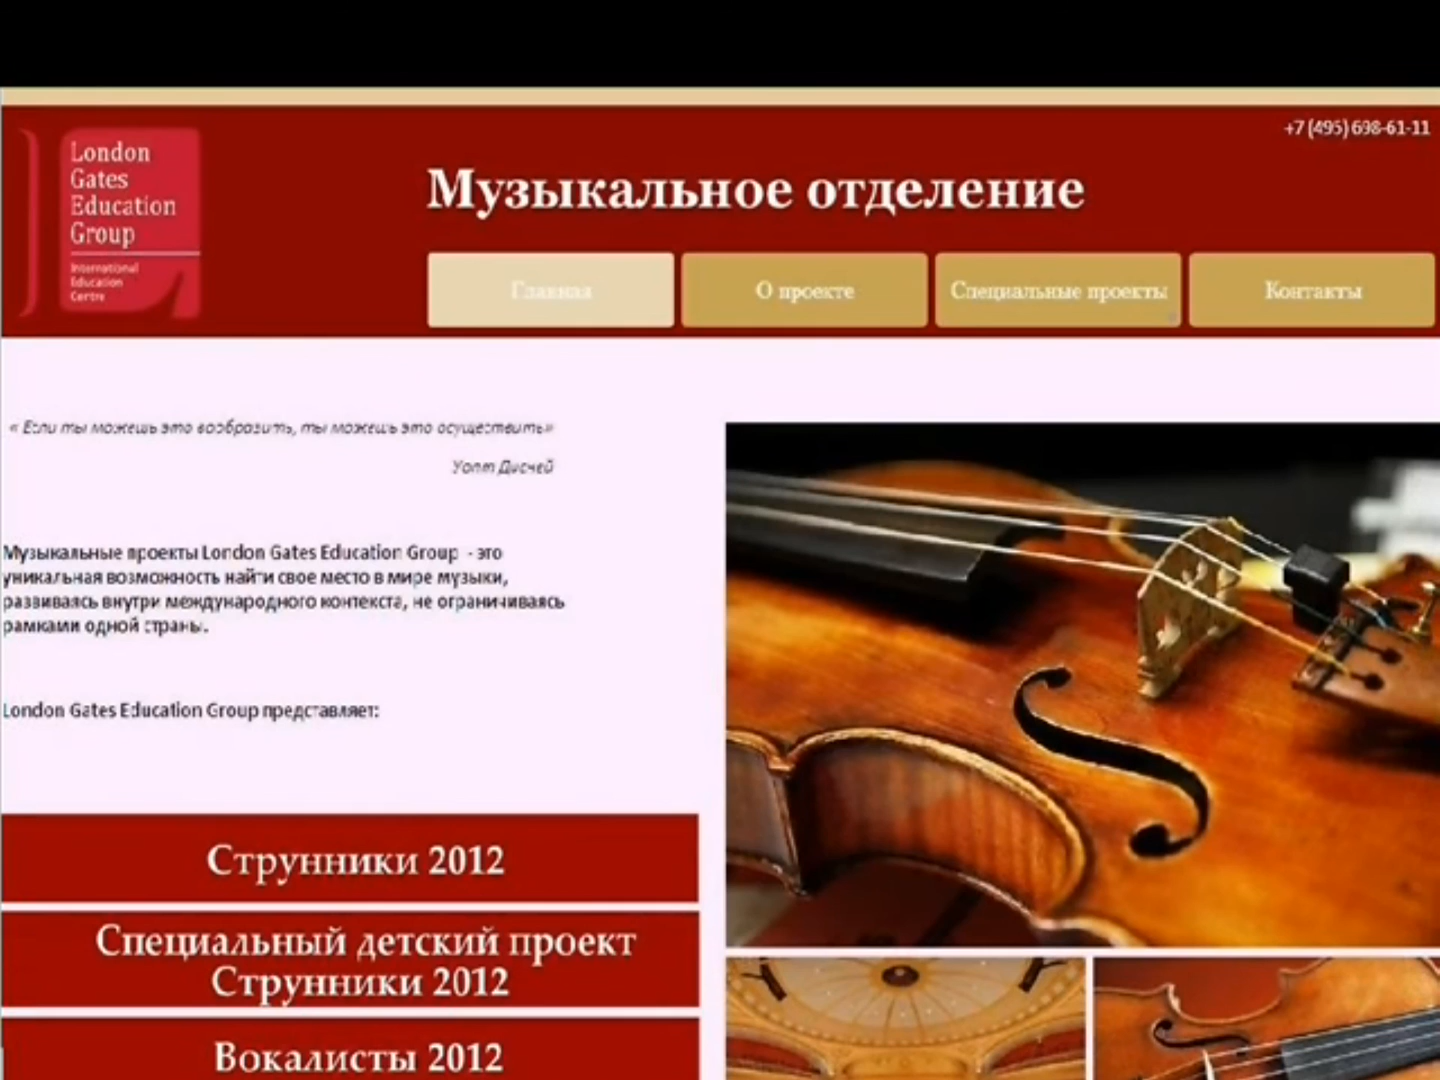 +7 (495) 698-61-11
London
Gates
Education
Group
International
Education
Centre
Музыкальное отделение
Главная
О проекте
Специальные проекты
Контакты
« Если ты можешь это вообразить, ты можешь это осуществить»
Уолт Дисней
Музыкальные проекты London Gates Education Group - это
уникальная возможность найти свое место в мире музыки,
развиваясь внутри международного контекста, не ограничиваясь
рамками одной страны.
London Gates Education Group представляет:
Струнники 2012
Специальный детский проект
Струнники 2012
Вокалисты 2012